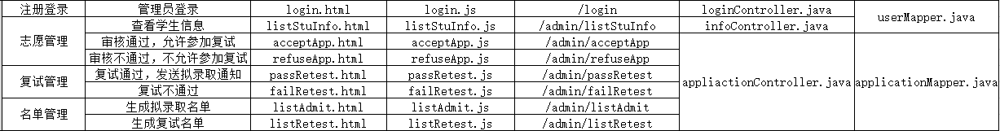 注册登录 管理员登录 login.html login.js /login loginController.java userMapper.java
志愿管理 查看学生信息 listStuInfo.html listStuInfo.js /admin/listStuInfo infoController.java
审核通过，允许参加复试 acceptApp.html acceptApp.js /admin/acceptApp appliactionController.java applicationMapper.java
审核不通过，不允许参加复试 refuseApp.html refuseApp.js /admin/refuseApp
复试管理 复试通过，发送拟录取通知 passRetest.html passRetest.js /admin/passRetest
复试不通过 failRetest.html failRetest.js /admin/failRetest
名单管理 生成拟录取名单 listAdmit.html listAdmit.js /admin/listAdmit
生成复试名单 listRetest.html listRetest.js /admin/listRetest